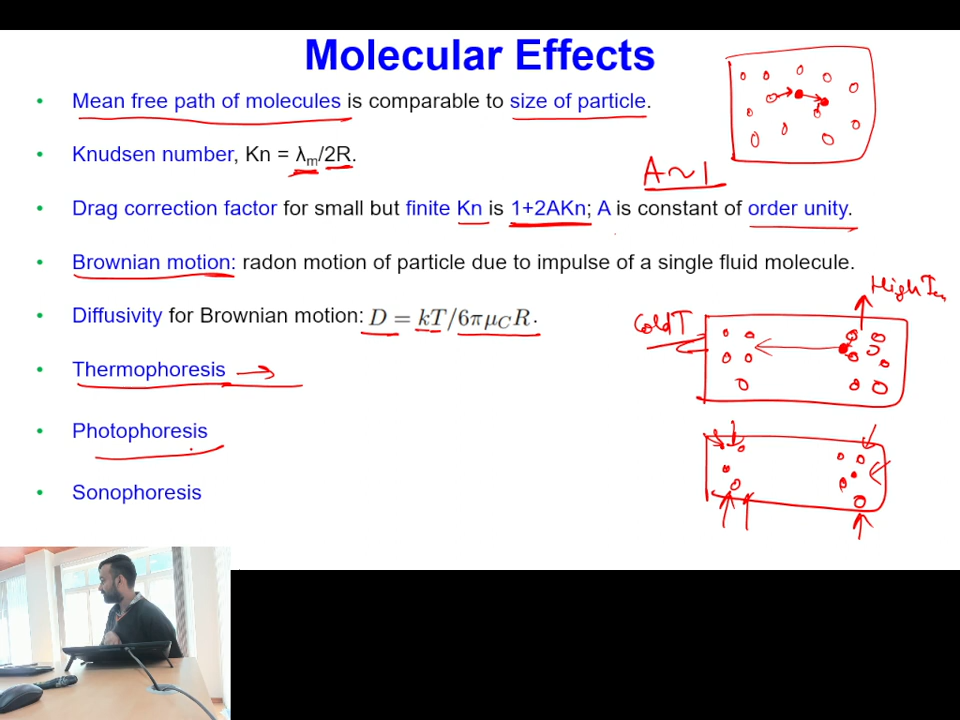 Molecular Effects
• Mean free path of molecules is comparable to size of particle.
• Knudsen number, Kn = λₘ/2R.
A~1
• Drag correction factor for small but finite Kn is 1+2AKn; A is constant of order unity.
• Brownian motion: radon motion of particle due to impulse of a single fluid molecule.
High Tem
• Diffusivity for Brownian motion: D = kT/6πμ_C R.
Cold T
• Thermophoresis
• Photophoresis
• Sonophoresis